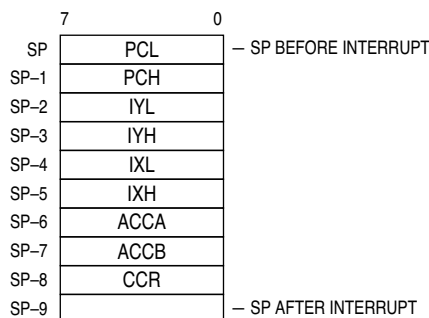 7 0
SP PCL – SP BEFORE INTERRUPT
SP–1 PCH
SP–2 IYL
SP–3 IYH
SP–4 IXL
SP–5 IXH
SP–6 ACCA
SP–7 ACCB
SP–8 CCR
SP–9 – SP AFTER INTERRUPT